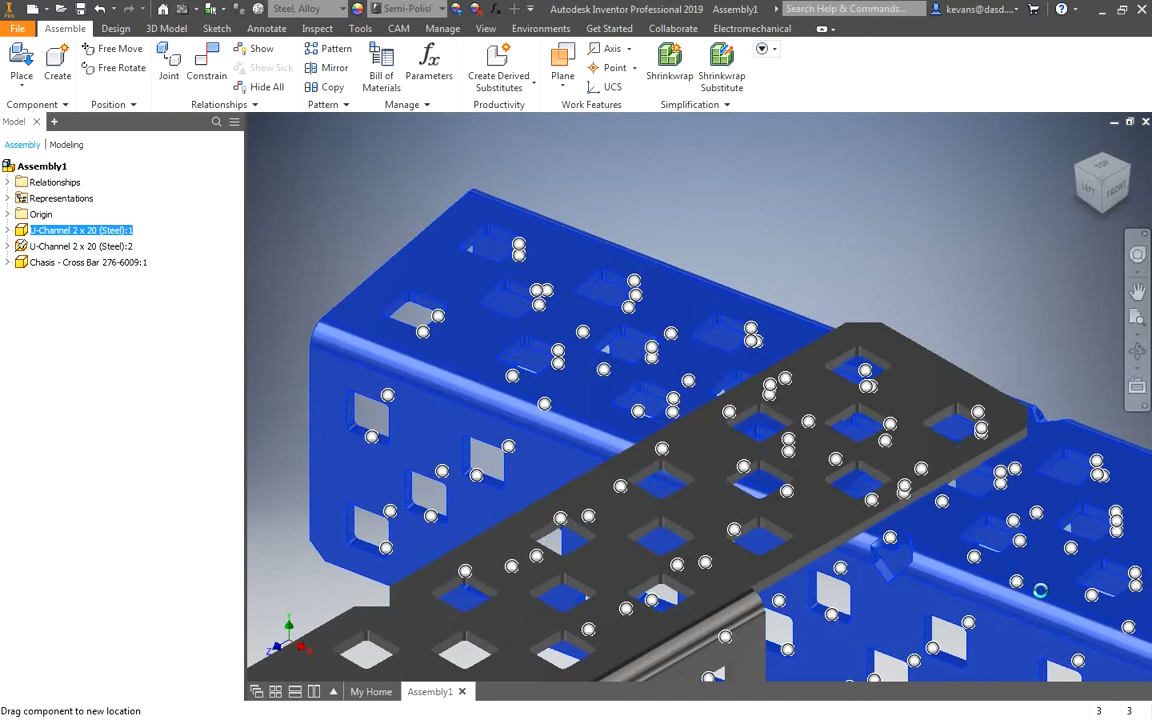 PRO
Steel, Alloy
Semi-Polish
Autodesk Inventor Professional 2019 Assembly1
Search Help & Commands...
kevans@dasd....
File Assemble Design 3D Model Sketch Annotate Inspect Tools CAM Manage View Environments Get Started Collaborate Electromechanical
Place Create Free Move Free Rotate Joint Constrain Show Show Sick Hide All Pattern Mirror Copy Bill of Materials fx Parameters Create Derived Substitutes Plane Axis Point UCS Shrinkwrap Shrinkwrap Substitute
Component Position Relationships Pattern Manage Productivity Work Features Simplification
Model
Assembly Modeling
Assembly1
Relationships
Representations
Origin
U-Channel 2 x 20 (Steel):1
U-Channel 2 x 20 (Steel):2
Chasis - Cross Bar 276-6009:1
TOP
LEFT FRONT
Y
Z X
My Home Assembly1
Drag component to new location 3 3